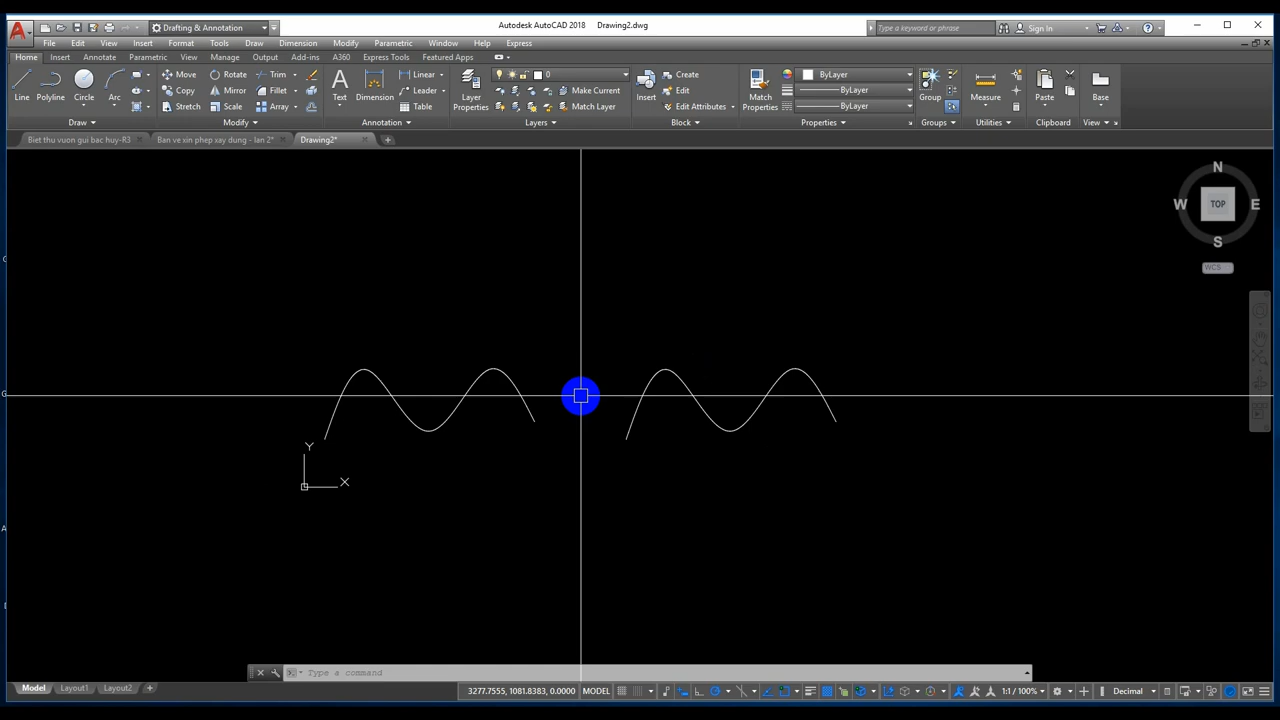 Drafting & Annotation
Autodesk AutoCAD 2018 Drawing2.dwg
Type a keyword or phrase
Sign In
File Edit View Insert Format Tools Draw Dimension Modify Parametric Window Help Express
Home Insert Annotate Parametric View Manage Output Add-ins A360 Express Tools Featured Apps
Line
Polyline
Circle
Arc
Draw
Move
Rotate
Trim
Copy
Mirror
Fillet
Stretch
Scale
Array
Modify
Text
Dimension
Linear
Leader
Table
Annotation
Layer
Properties
0
Make Current
Match Layer
Layers
Insert
Create
Edit
Edit Attributes
Block
Match
Properties
ByLayer
ByLayer
ByLayer
Properties
Group
Groups
Measure
Utilities
Paste
Clipboard
Base
View
Biet thu vuon gui bac huy-R3
Ban ve xin phep xay dung - lan 2*
Drawing2*
N
W TOP E
S
WCS
Y
X
Type a command
Model Layout1 Layout2
3277.7555, 1081.8383, 0.0000 MODEL
1:1 / 100%
Decimal